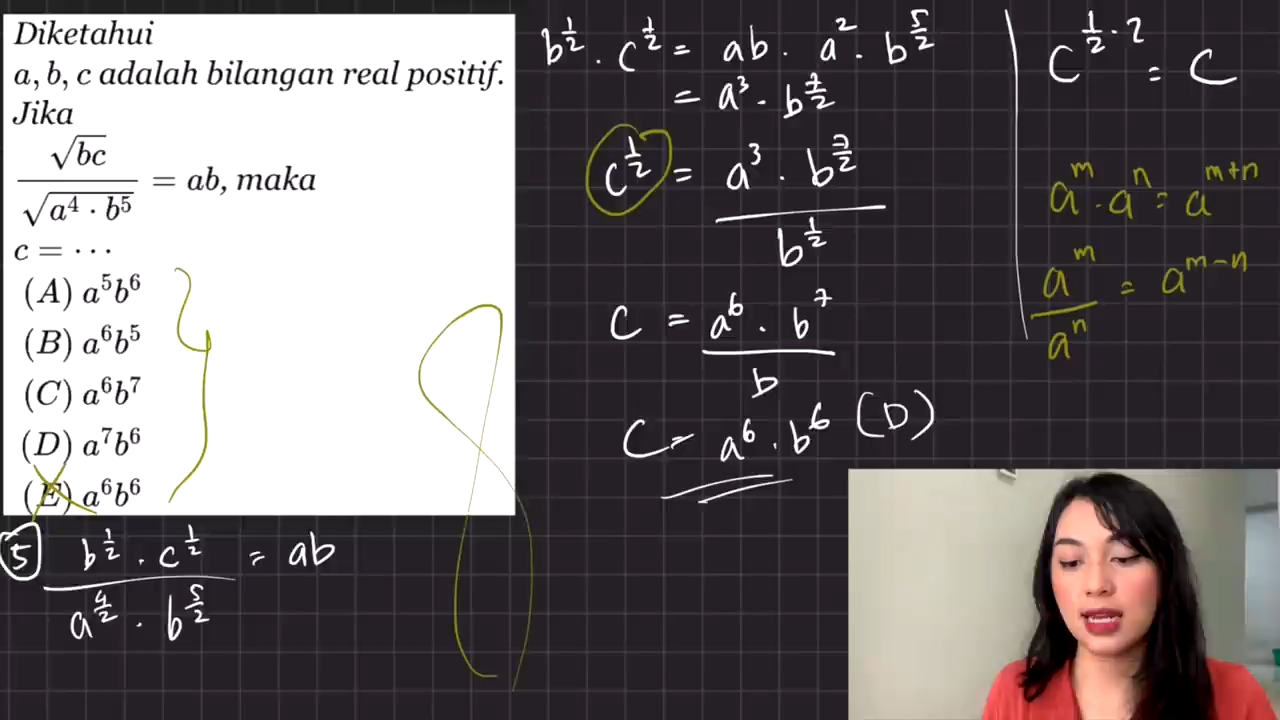 Diketahui
a, b, c adalah bilangan real positif.
Jika
√(bc) / √(a⁴ · b⁵) = ab, maka
c = ⋯
(A) a⁵b⁶
(B) a⁶b⁵
(C) a⁶b⁷
(D) a⁷b⁶
(E) a⁶b⁶
5 (b^(1/2) · c^(1/2)) / (a^(4/2) · b^(5/2)) = ab
b^(1/2) · c^(1/2) = ab · a² · b^(5/2)
= a³ · b^(7/2)
c^(1/2) = (a³ · b^(7/2)) / b^(1/2)
C = (a⁶ · b⁷) / b
C = a⁶ · b⁶ (D)
C^(1/2 · 2) = C
a^m · a^n = a^(m+n)
a^m / a^n = a^(m−n)